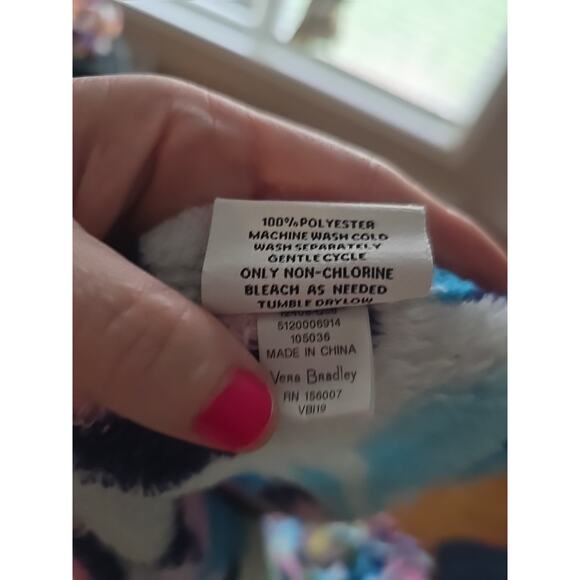 100% POLYESTER
MACHINE WASH COLD
WASH SEPARATELY
GENTLE CYCLE
ONLY NON-CHLORINE
BLEACH AS NEEDED
TUMBLE DRY LOW
5120006914
105036
MADE IN CHINA
Vera Bradley
RN 156007
VBI19